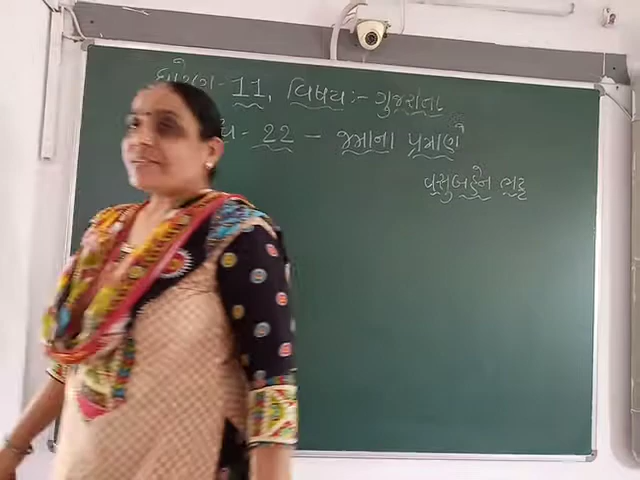 ધોરણ - 11, વિષય :- ગુજરાતી
- 22 - જમાના પ્રમાણે
વસુબહેન ભટ્ટ